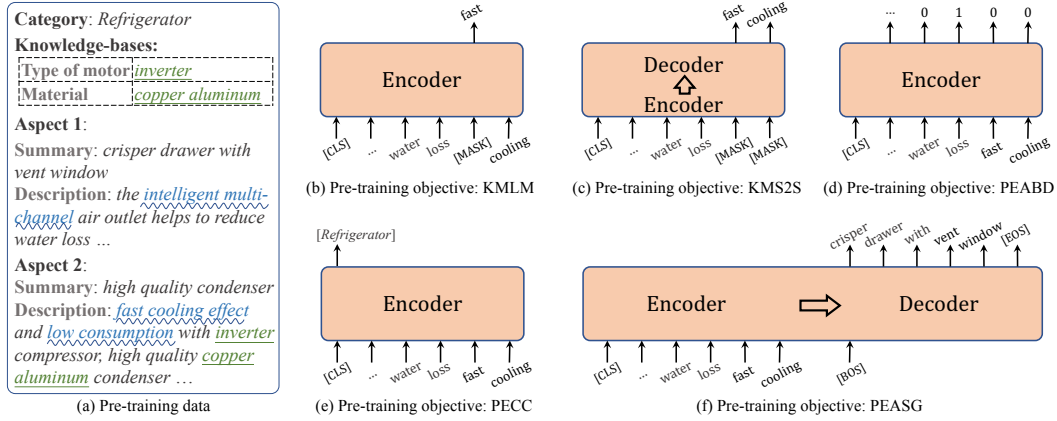 Category: Refrigerator
Knowledge-bases:
Type of motor inverter
Material copper aluminum
Aspect 1:
Summary: crisper drawer with
vent window
Description: the intelligent multi-
channel air outlet helps to reduce
water loss ...
Aspect 2:
Summary: high quality condenser
Description: fast cooling effect
and low consumption with inverter
compressor, high quality copper
aluminum condenser ...
(a) Pre-training data
fast
Encoder
[CLS] ... water loss [MASK] cooling
(b) Pre-training objective: KMLM
fast cooling
Decoder
Encoder
[CLS] ... water loss [MASK] [MASK]
(c) Pre-training objective: KMS2S
... 0 1 0 0
Encoder
[CLS] ... water loss fast cooling
(d) Pre-training objective: PEABD
[Refrigerator]
Encoder
[CLS] ... water loss fast cooling
(e) Pre-training objective: PECC
crisper drawer with vent window [EOS]
Encoder Decoder
[CLS] ... water loss fast cooling [BOS]
(f) Pre-training objective: PEASG